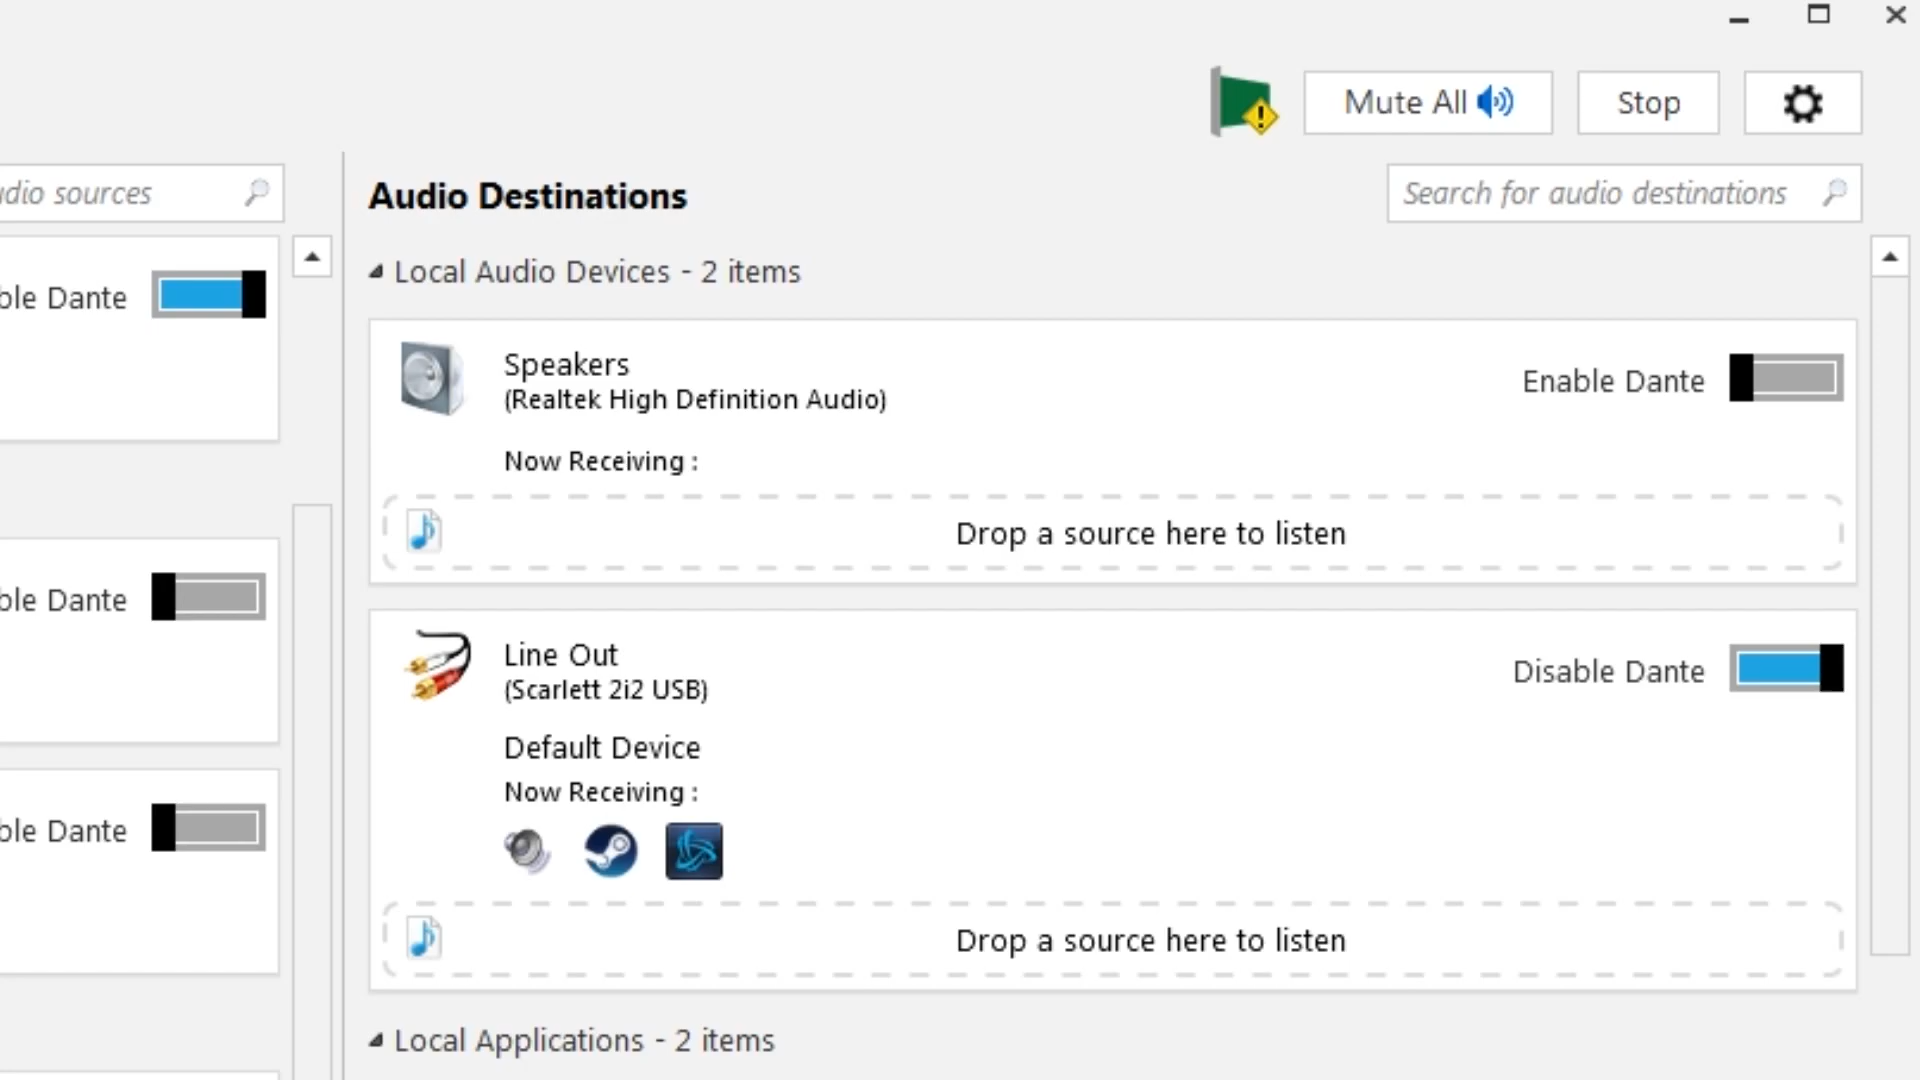 Mute All
Stop
udio sources
Audio Destinations
Search for audio destinations
Local Audio Devices - 2 items
ble Dante
Speakers
(Realtek High Definition Audio)
Enable Dante
Now Receiving :
Drop a source here to listen
ble Dante
Line Out
(Scarlett 2i2 USB)
Disable Dante
Default Device
Now Receiving :
ble Dante
Drop a source here to listen
Local Applications - 2 items